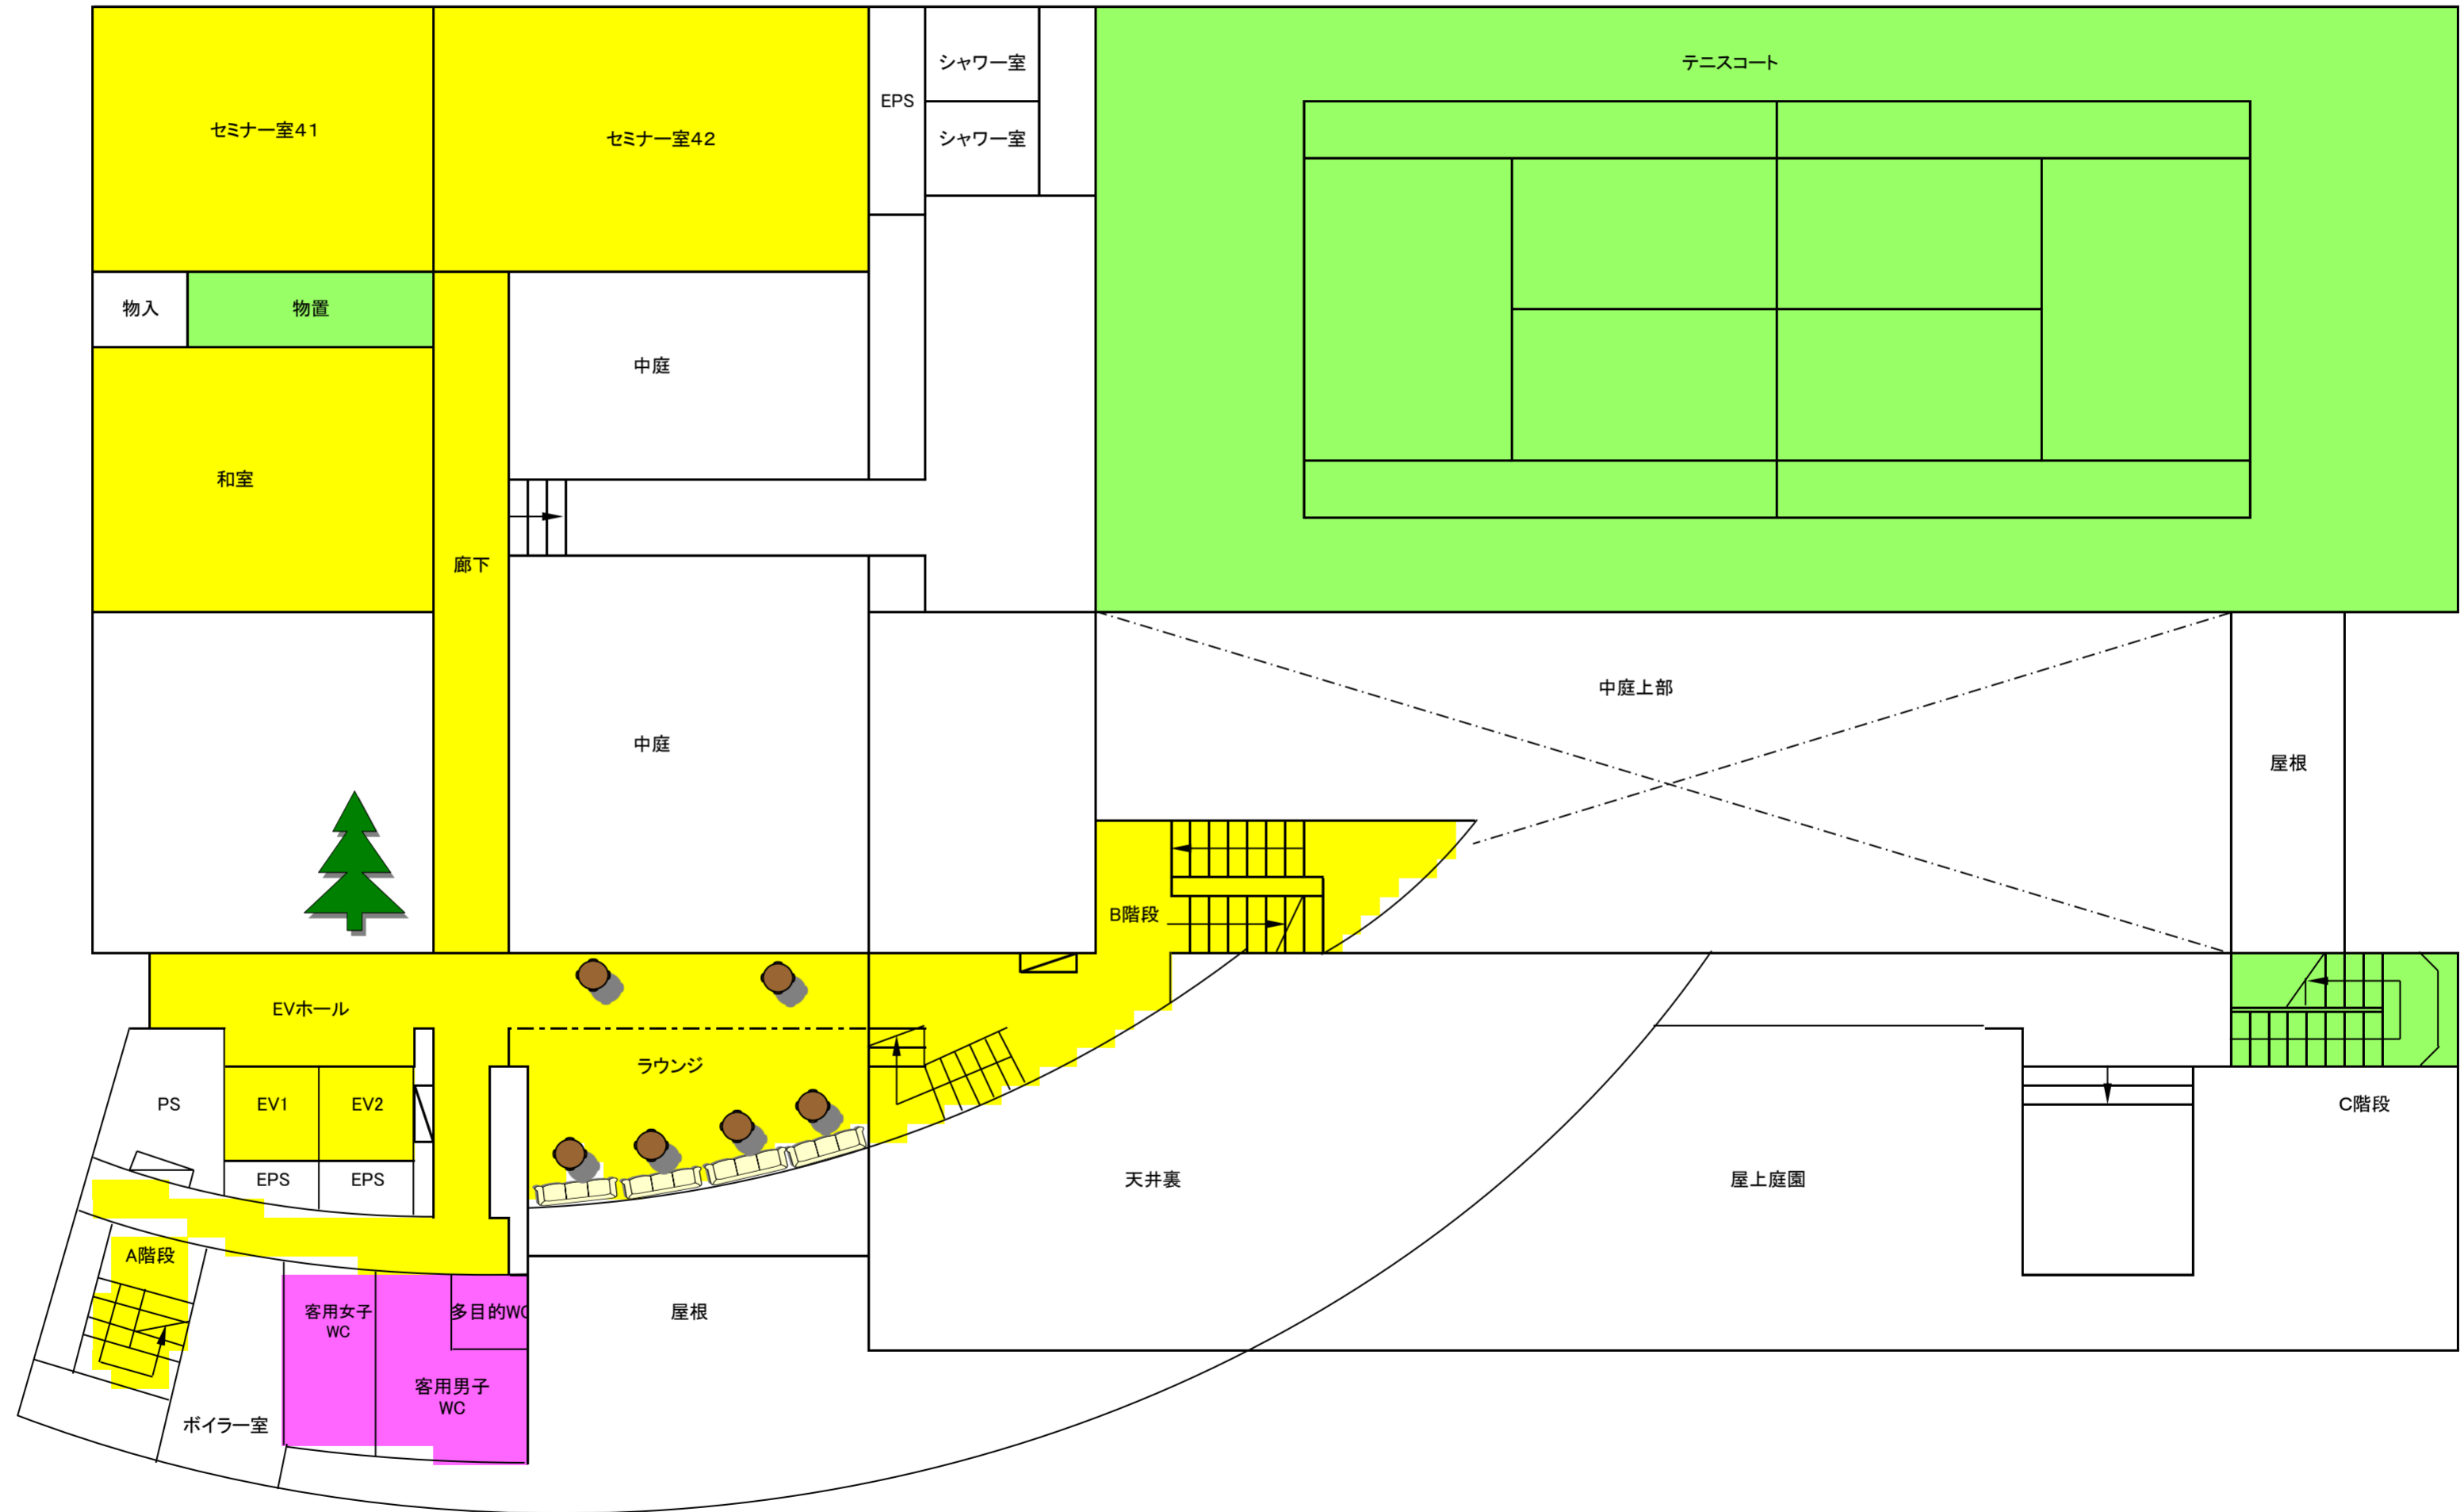 シャワー室
テニスコート
EPS
セミナー室41
セミナー室42
シャワー室
物入
物置
中庭
和室
廊下
中庭上部
中庭
屋根
B階段
EVホール
ラウンジ
PS
EV1
EV2
C階段
EPS
EPS
天井裏
屋上庭園
A階段
客用女子
WC
多目的WC
屋根
客用男子
WC
ボイラー室